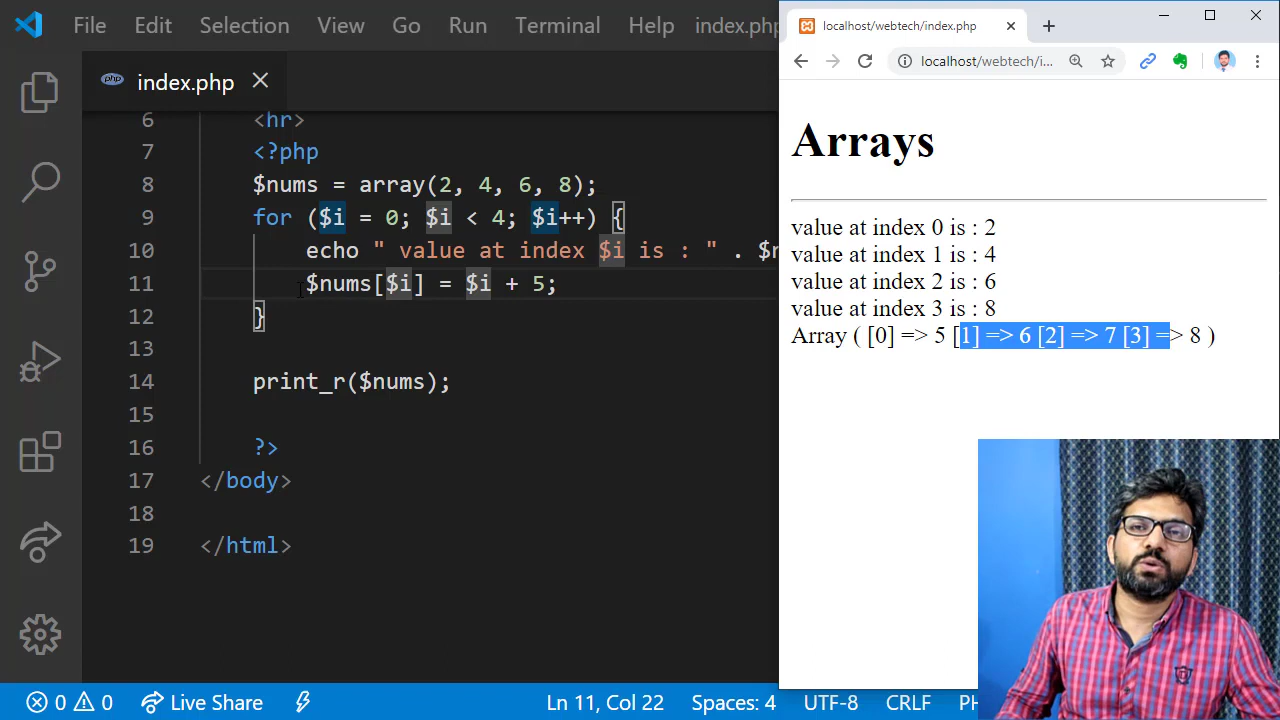 File Edit Selection View Go Run Terminal Help index.php
php index.php
6 <hr>
7 <?php
8 $nums = array(2, 4, 6, 8);
9 for ($i = 0; $i < 4; $i++) {
10 echo " value at index $i is : " . $n
11 $nums[$i] = $i + 5;
12 }
13
14 print_r($nums);
15
16 ?>
17 </body>
18
19 </html>
0 0 Live Share Ln 11, Col 22 Spaces: 4 UTF-8 CRLF PH
localhost/webtech/index.php
localhost/webtech/i...
Arrays
value at index 0 is : 2
value at index 1 is : 4
value at index 2 is : 6
value at index 3 is : 8
Array ( [0] => 5 [1] => 6 [2] => 7 [3] => 8 )